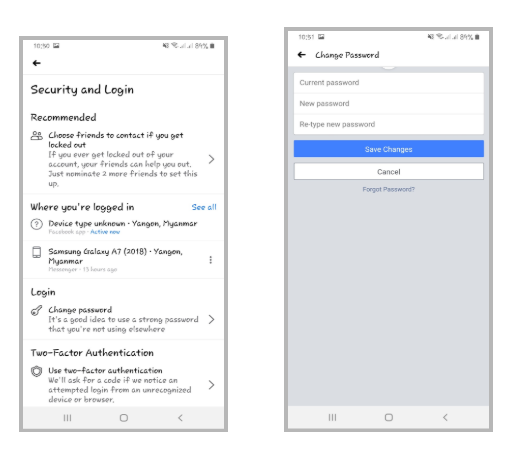 10:50
89%
Security and Login
Recommended
Choose friends to contact if you get
locked out
If you ever get locked out of your
account, your friends can help you out.
Just nominate 2 more friends to set this
up.
Where you're logged in See all
Device type unknown · Yangon, Myanmar
Facebook app · Active now
Samsung Galaxy A7 (2018) · Yangon,
Myanmar
Messenger · 15 hours ago
Login
Change password
It's a good idea to use a strong password
that you're not using elsewhere
Two-Factor Authentication
Use two-factor authentication
We'll ask for a code if we notice an
attempted login from an unrecognized
device or browser.
10:51
89%
Change Password
Current password
New password
Re-type new password
Save Changes
Cancel
Forgot Password?